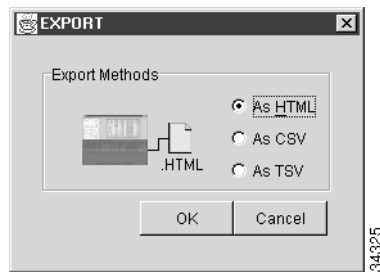 EXPORT
Export Methods
As HTML
As CSV
.HTML
As TSV
OK Cancel
34325